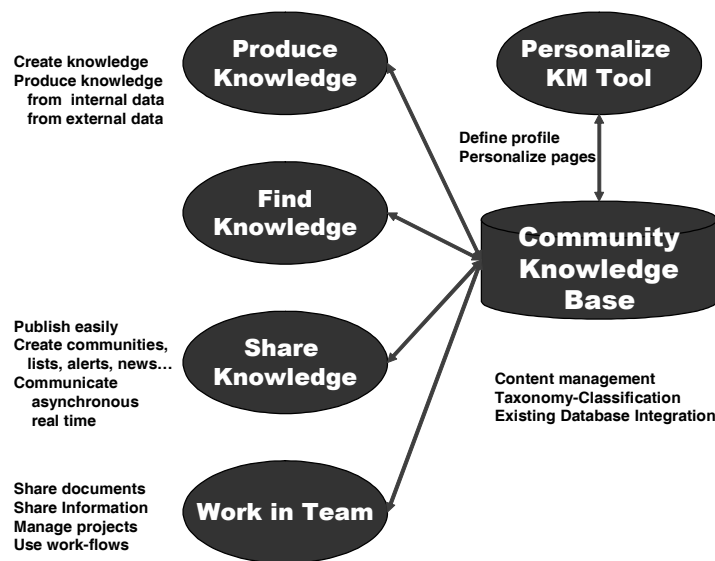 Create knowledge
Produce knowledge
from internal data
from external data
Produce
Knowledge
Personalize
KM Tool
Define profile
Personalize pages
Find
Knowledge
Community
Knowledge
Base
Publish easily
Create communities,
lists, alerts, news…
Communicate
asynchronous
real time
Share
Knowledge
Content management
Taxonomy-Classification
Existing Database Integration
Share documents
Share Information
Manage projects
Use work-flows
Work in Team